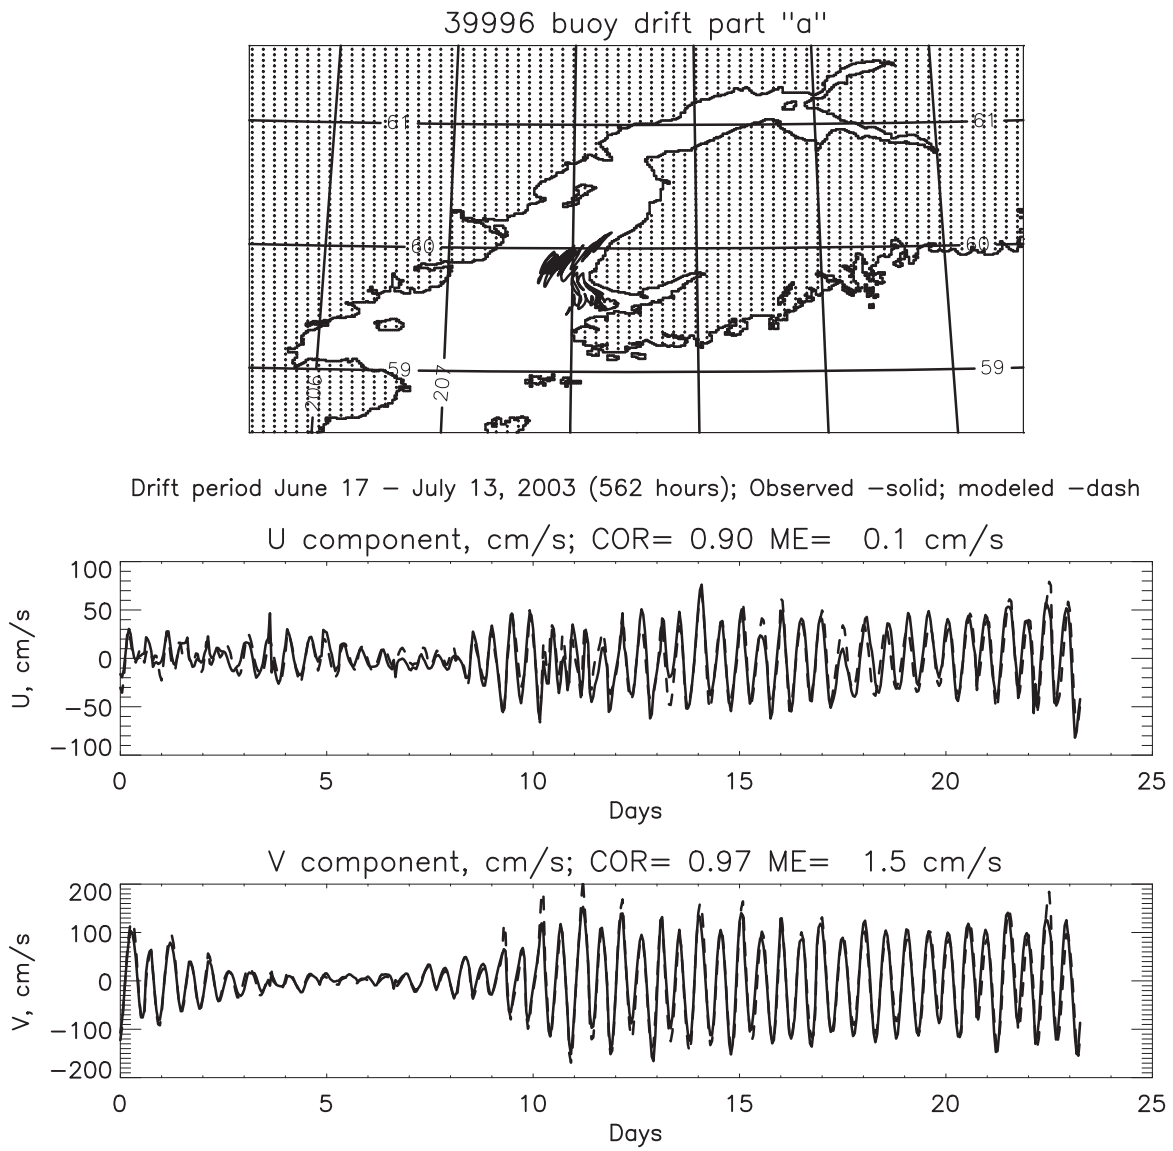 39996 buoy drift part "a"
61 61
60 60
59 59
206 207
Drift period June 17 – July 13, 2003 (562 hours); Observed –solid; modeled –dash
U component, cm/s; COR= 0.90 ME= 0.1 cm/s
100
50
0
−50
−100
U, cm/s
0 5 10 15 20 25
Days
V component, cm/s; COR= 0.97 ME= 1.5 cm/s
200
100
0
−100
−200
V, cm/s
0 5 10 15 20 25
Days